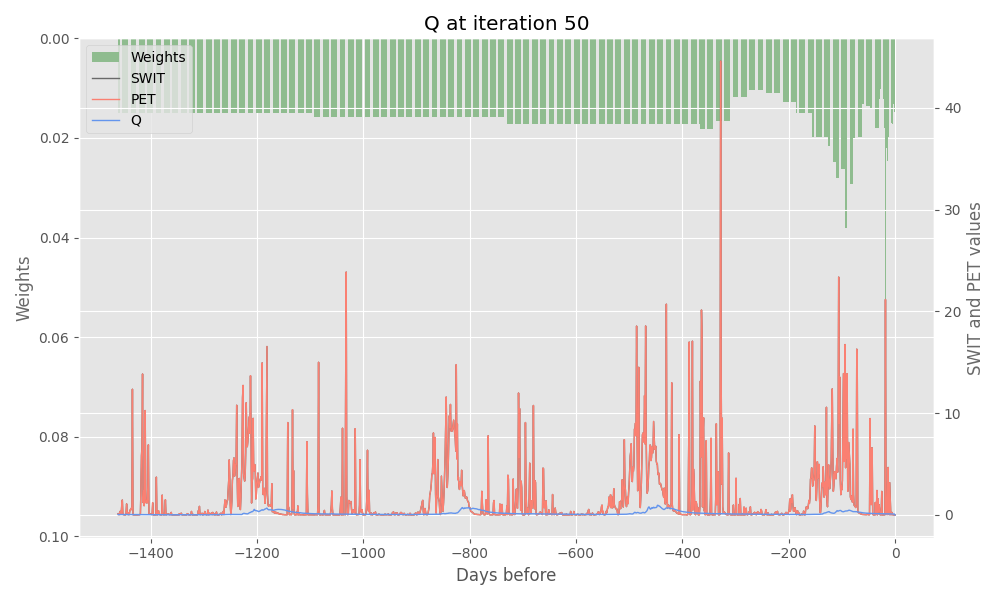 Q at iteration 50
0.00
0.02
0.04
0.06
0.08
0.10
Weights
Weights
SWIT
PET
Q
40
30
20
10
0
SWIT and PET values
−1400
−1200
−1000
−800
−600
−400
−200
0
Days before